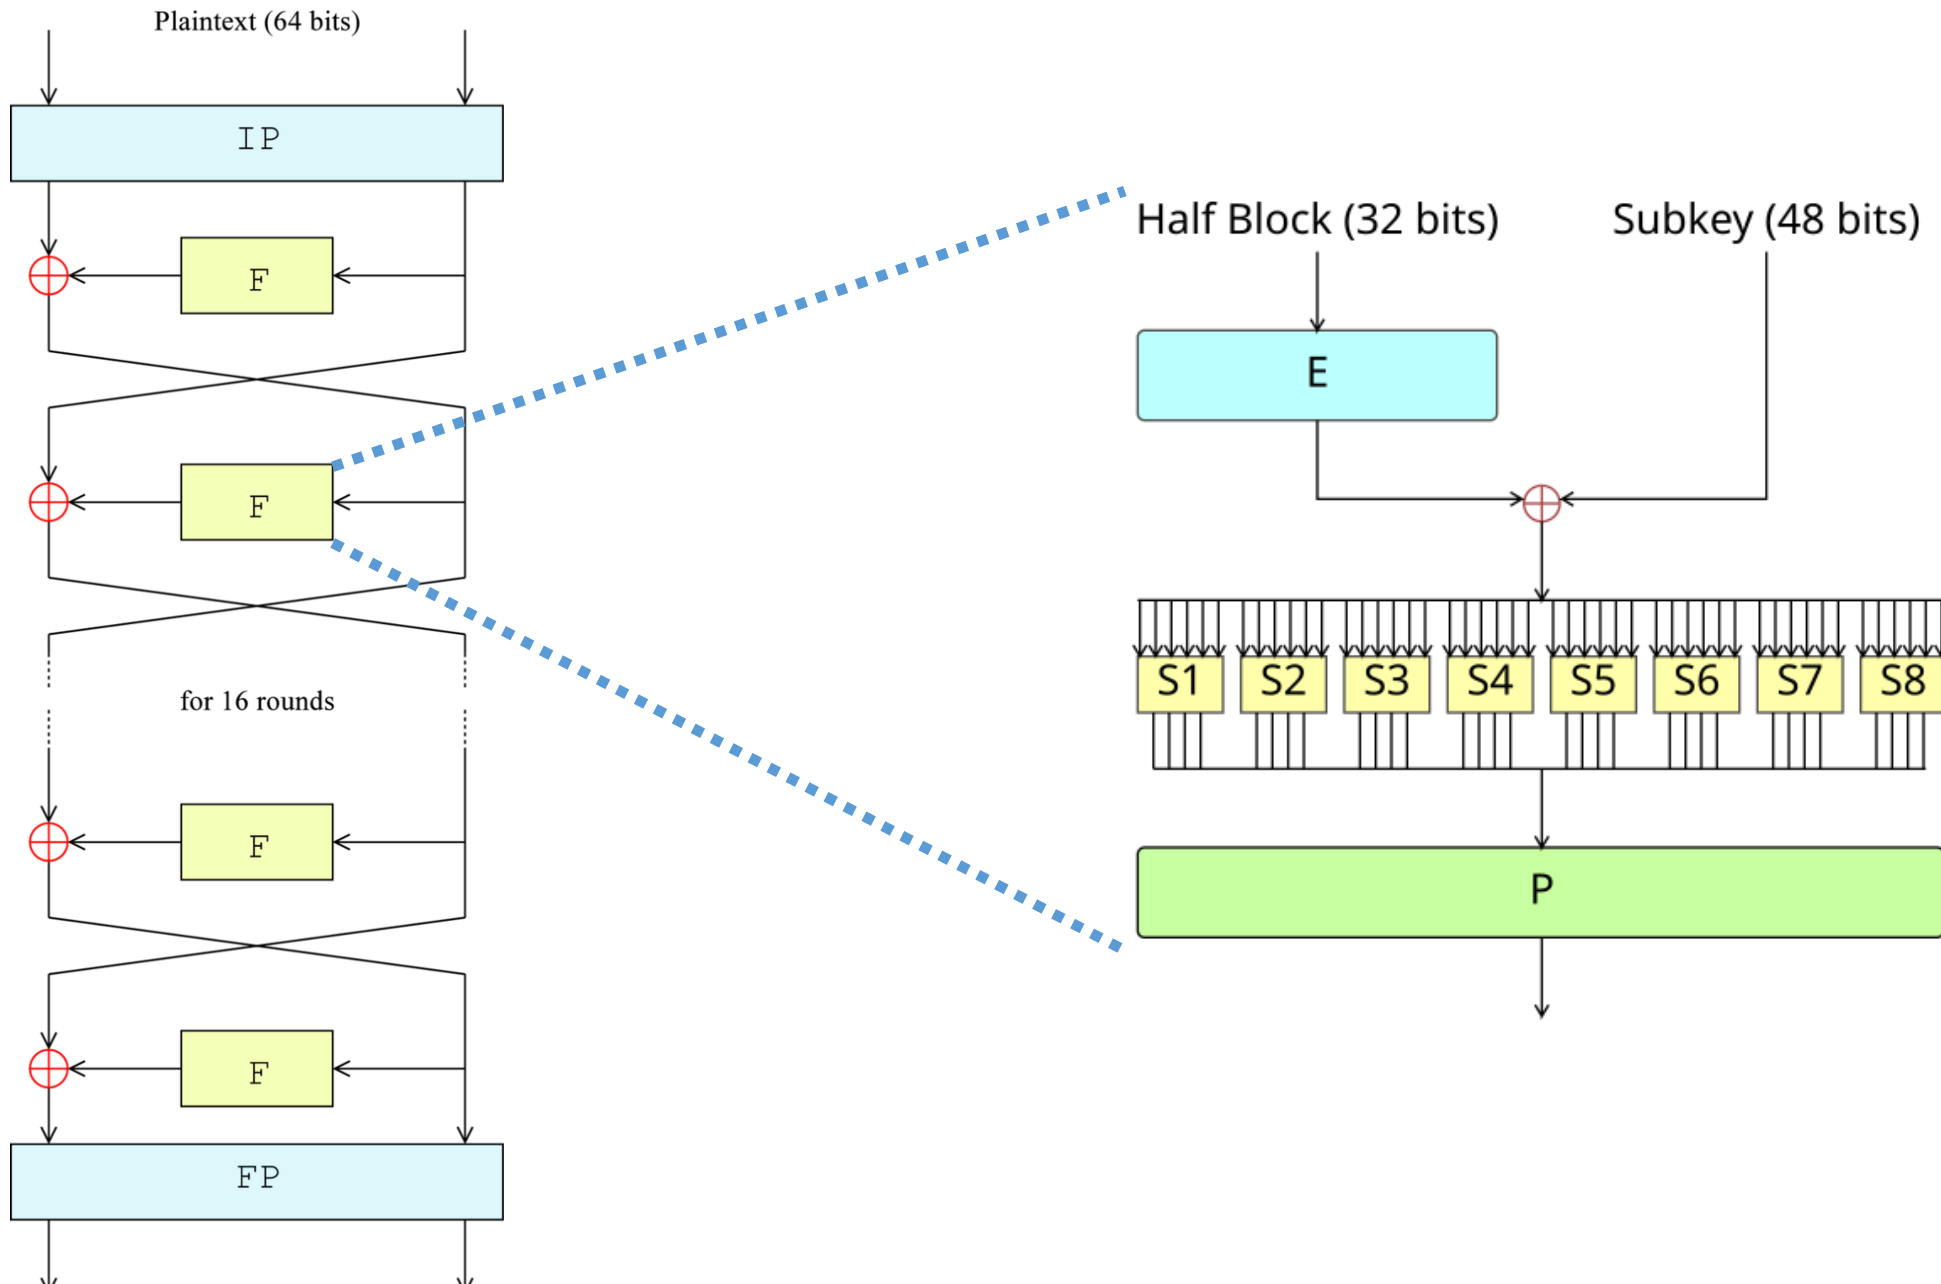 Plaintext (64 bits)
IP
F
F
for 16 rounds
F
F
FP
Half Block (32 bits)
Subkey (48 bits)
E
S1 S2 S3 S4 S5 S6 S7 S8
P